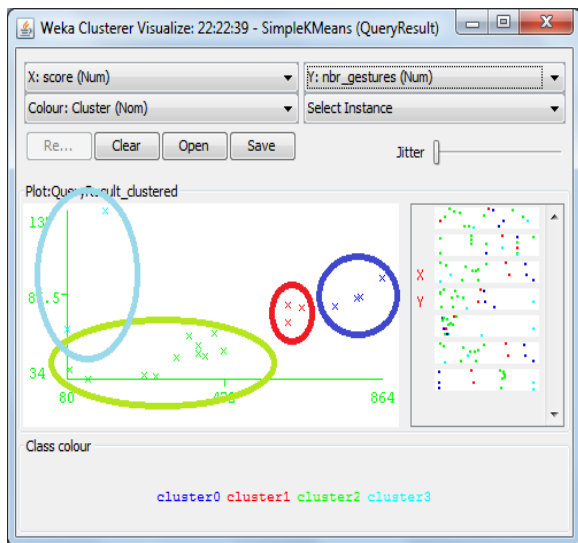 Weka Clusterer Visualize: 22:22:39 - SimpleKMeans (QueryResult)
X: score (Num) Y: nbr_gestures (Num)
Colour: Cluster (Nom) Select Instance
Re... Clear Open Save Jitter
Plot:QueryResult_clustered
X
Y
34
80 864
Class colour
cluster0 cluster1 cluster2 cluster3